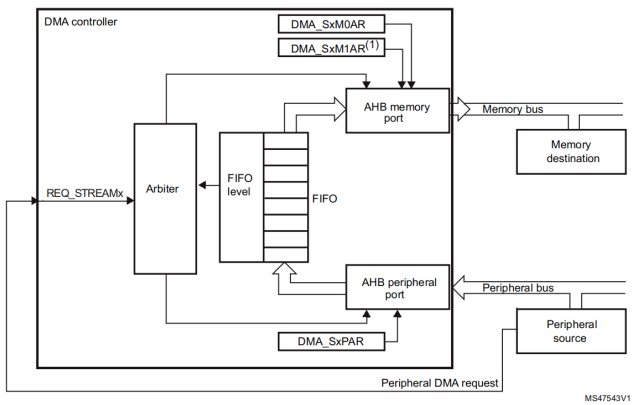 DMA controller
DMA_SxM0AR
DMA_SxM1AR(1)
AHB memory
port
Memory bus
Memory
destination
REQ_STREAMx
Arbiter
FIFO
level
FIFO
AHB peripheral
port
Peripheral bus
Peripheral
source
DMA_SxPAR
Peripheral DMA request
MS47543V1